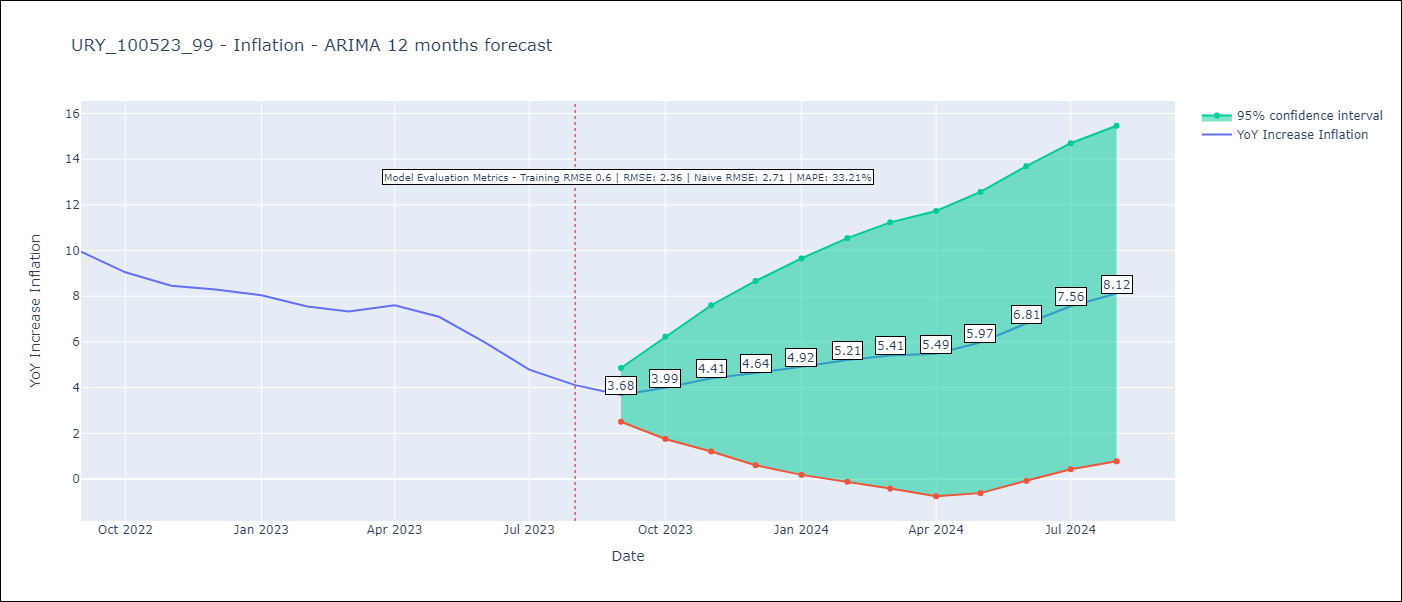 URY_100523_99 - Inflation - ARIMA 12 months forecast
95% confidence interval
YoY Increase Inflation
Model Evaluation Metrics - Training RMSE 0.6 | RMSE: 2.36 | Naive RMSE: 2.71 | MAPE: 33.21%
YoY Increase Inflation
16
14
12
10
8
6
4
2
0
3.68
3.99
4.41
4.64
4.92
5.21
5.41
5.49
5.97
6.81
7.56
8.12
Oct 2022
Jan 2023
Apr 2023
Jul 2023
Oct 2023
Jan 2024
Apr 2024
Jul 2024
Date